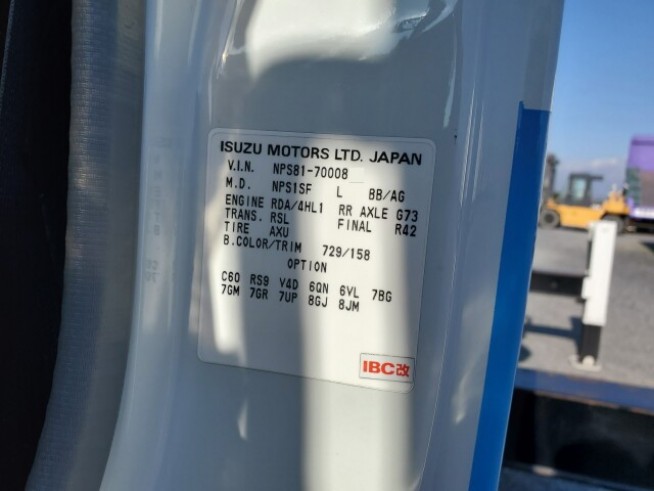 ISUZU MOTORS LTD. JAPAN
V.I.N. NPS81-70008
M.D. NPS1SF L BB/AG
ENGINE RDA/4HL1 RR AXLE G73
TRANS. RSL FINAL R42
TIRE AXU
B.COLOR/TRIM 729/158
OPTION
C60 RS9 V4D 6QN 6VL 7BG
7GM 7GR 7UP 8GJ 8JM
IBC改